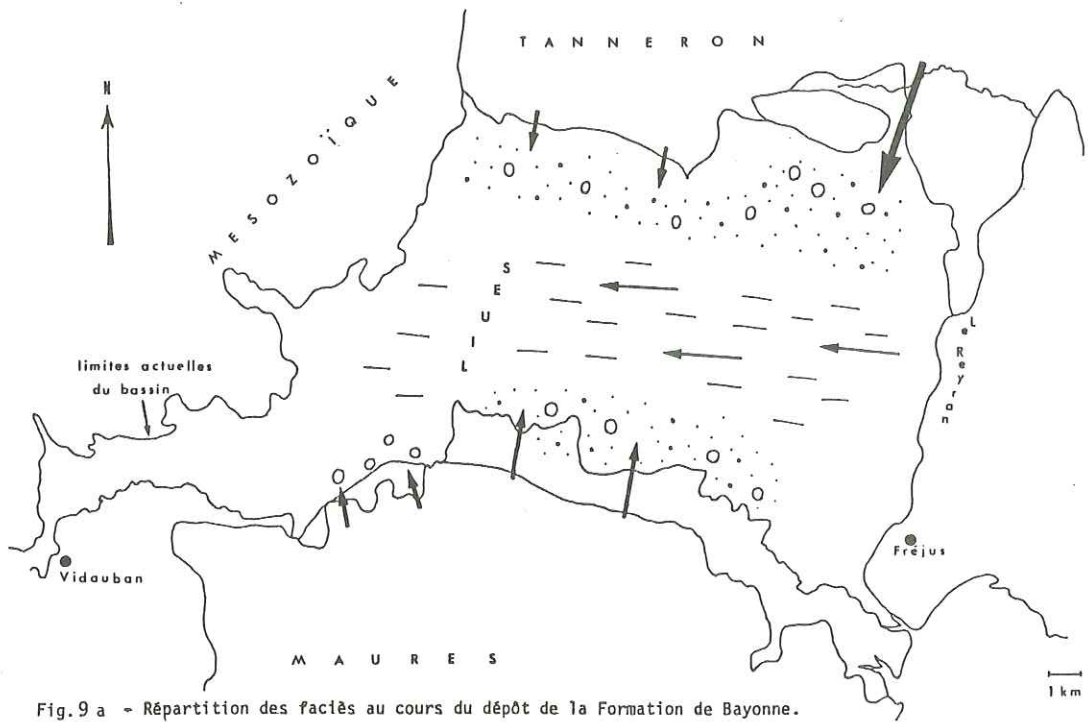 TANNERON
N
MESOZOÏQUE
SEUIL
Le Reyran
limites actuelles
du bassin
Vidauban
Fréjus
MAURES
1 km
Fig.9 a - Répartition des faciès au cours du dépôt de la Formation de Bayonne.